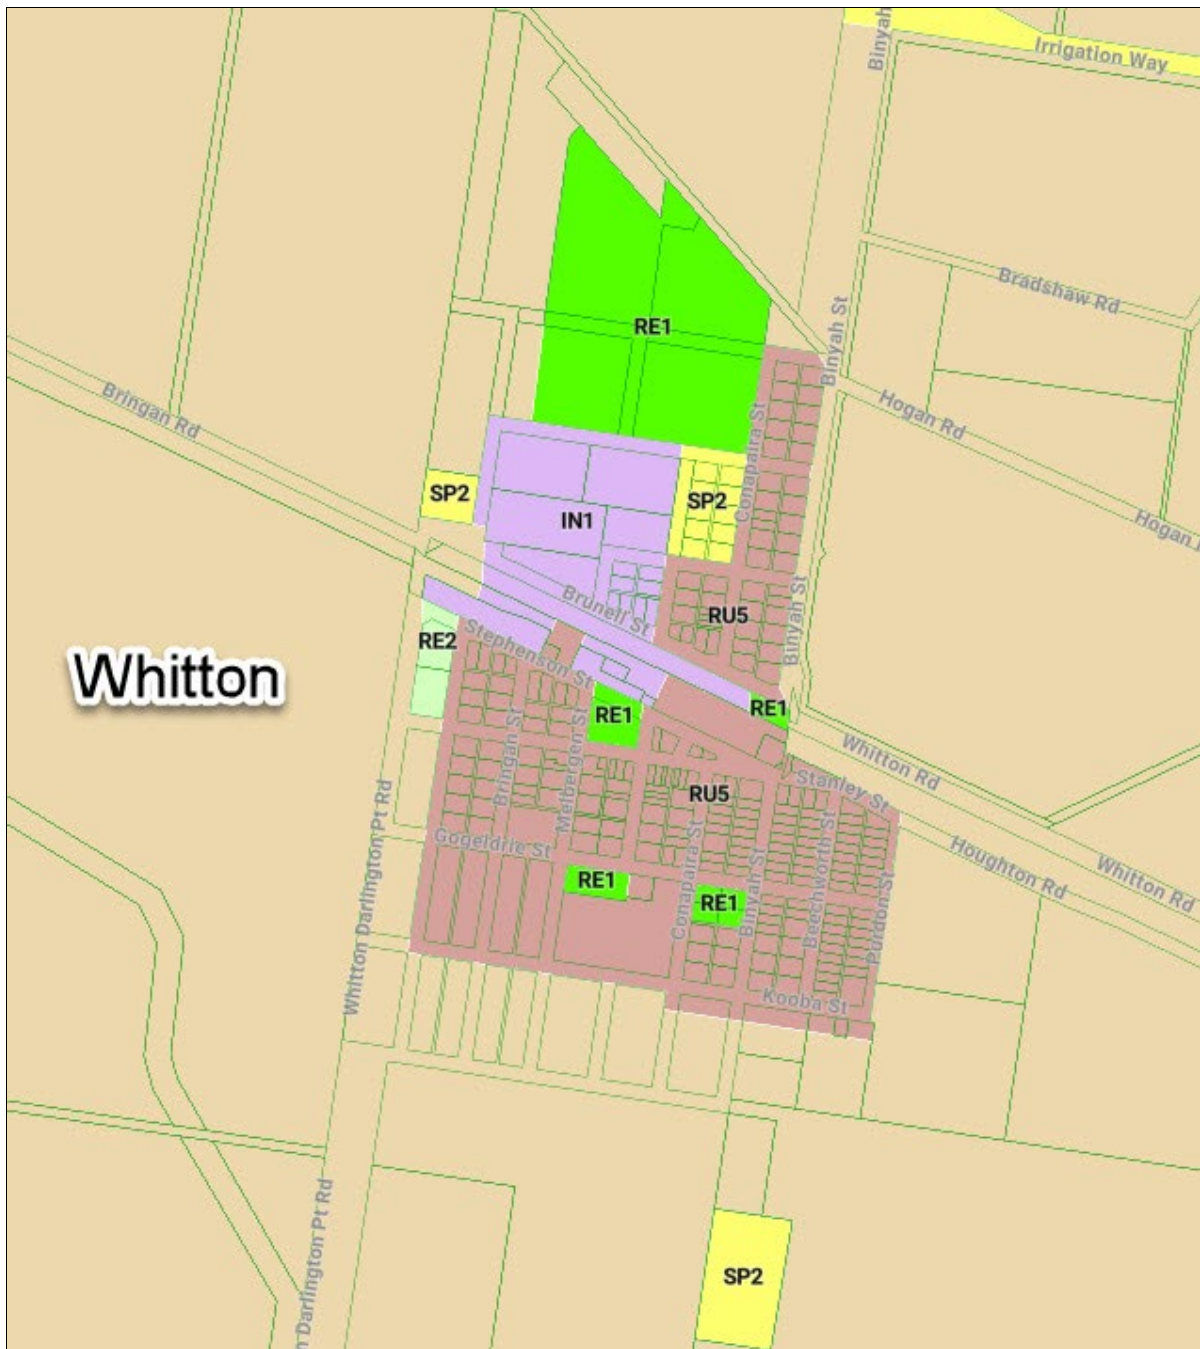 Binyah
Irrigation Way
Bradshaw Rd
RE1
Binyah St
Bringan Rd
Hogan Rd
Conapaira St
SP2
SP2
IN1
Hogan
Brunell St
Binyah St
RU5
RE2
Stephenson St
Whitton
RE1
RE1
Whitton Rd
Bringan St
Melbergen St
Stanley St
RU5
Whitton Darlington Pt Rd
Gogeldrie St
Conapaira St
Binyah St
Beechworth St
Houghton Rd
Whitton Rd
RE1
RE1
Purdon St
Kooba St
n Darlington Pt Rd
SP2